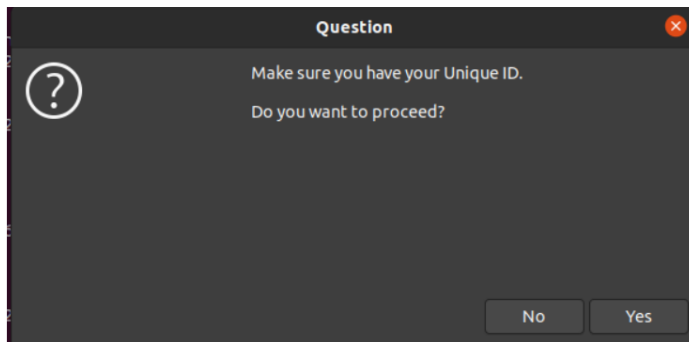 Question
Make sure you have your Unique ID.
Do you want to proceed?
No Yes